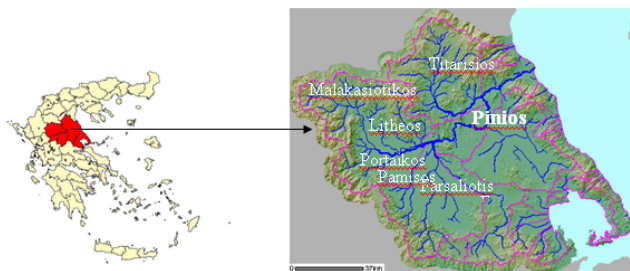 Titarisios
Malakasiotikos
Pinios
Litheos
Portaikos
Pamisos
Farsaliotis
0 37km